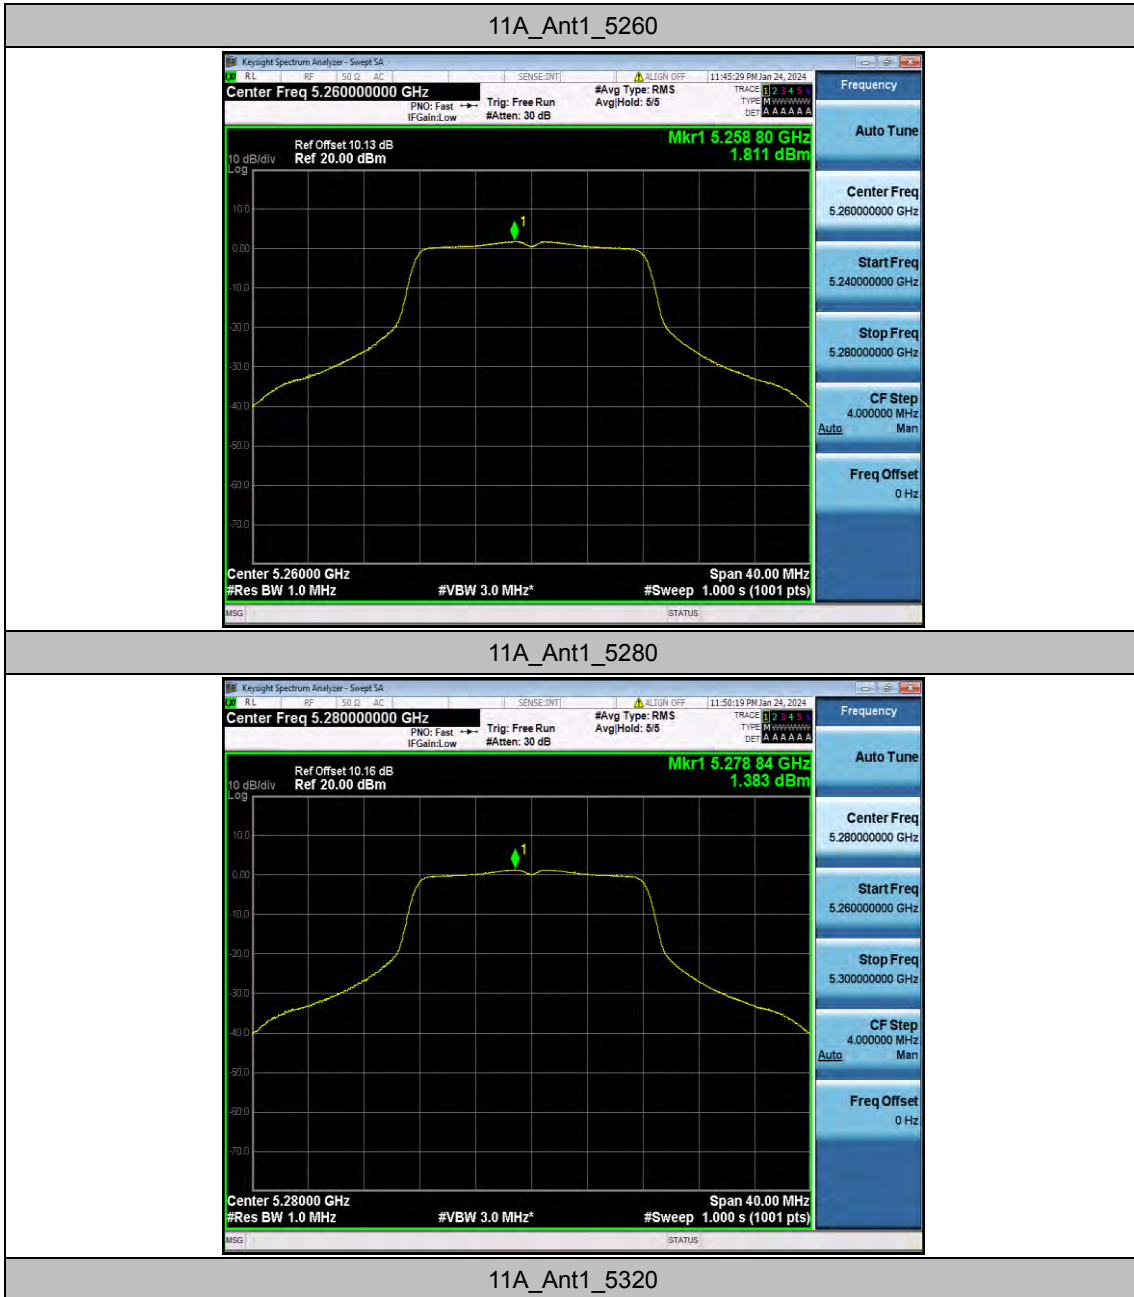 11A_Ant1_5260
Keysight Spectrum Analyzer - Swept SA
RL RF 50 Ω AC SENSE:INT ALIGN OFF 11:45:29 PM Jan 24, 2024
Center Freq 5.260000000 GHz
PNO: Fast
IFGain:Low
Trig: Free Run
#Atten: 30 dB
#Avg Type: RMS
Avg|Hold: 5/5
TRACE 1 2 3 4 5 6
TYPE M WWWWW
DET A A A A A A
Ref Offset 10.13 dB
10 dB/div Ref 20.00 dBm
Log
Mkr1 5.258 80 GHz
1.811 dBm
1
10.0
0.00
-10.0
-20.0
-30.0
-40.0
-50.0
-60.0
-70.0
Center 5.26000 GHz Span 40.00 MHz
#Res BW 1.0 MHz #VBW 3.0 MHz* #Sweep 1.000 s (1001 pts)
MSG STATUS
Frequency
Auto Tune
Center Freq
5.260000000 GHz
Start Freq
5.240000000 GHz
Stop Freq
5.280000000 GHz
CF Step
4.000000 MHz
Auto Man
Freq Offset
0 Hz
11A_Ant1_5280
Keysight Spectrum Analyzer - Swept SA
RL RF 50 Ω AC SENSE:INT ALIGN OFF 11:50:19 PM Jan 24, 2024
Center Freq 5.280000000 GHz
PNO: Fast
IFGain:Low
Trig: Free Run
#Atten: 30 dB
#Avg Type: RMS
Avg|Hold: 5/5
TRACE 1 2 3 4 5 6
TYPE M WWWWW
DET A A A A A A
Ref Offset 10.16 dB
10 dB/div Ref 20.00 dBm
Log
Mkr1 5.278 84 GHz
1.383 dBm
1
10.0
0.00
-10.0
-20.0
-30.0
-40.0
-50.0
-60.0
-70.0
Center 5.28000 GHz Span 40.00 MHz
#Res BW 1.0 MHz #VBW 3.0 MHz* #Sweep 1.000 s (1001 pts)
MSG STATUS
Frequency
Auto Tune
Center Freq
5.280000000 GHz
Start Freq
5.260000000 GHz
Stop Freq
5.300000000 GHz
CF Step
4.000000 MHz
Auto Man
Freq Offset
0 Hz
11A_Ant1_5320